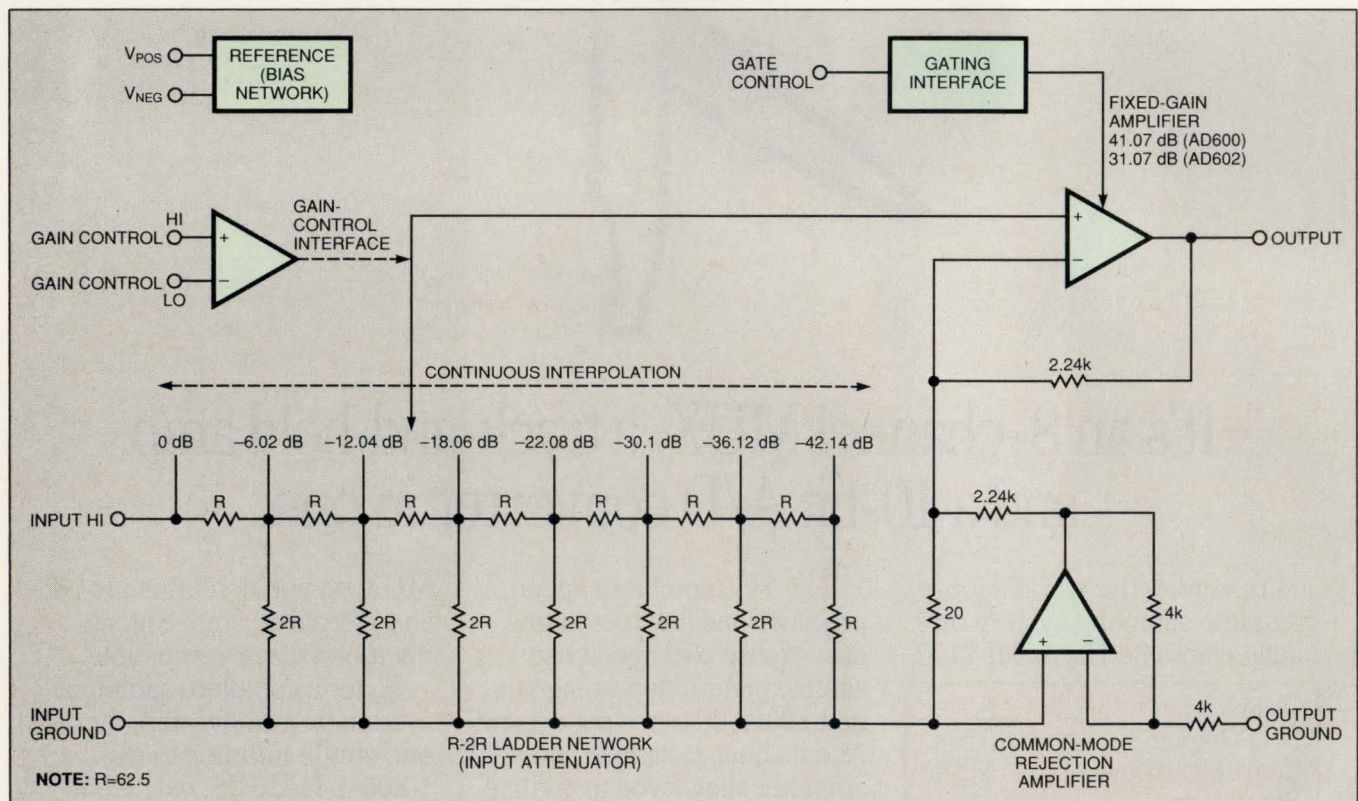 V_POS
V_NEG
REFERENCE
(BIAS
NETWORK)
GATE
CONTROL
GATING
INTERFACE
FIXED-GAIN
AMPLIFIER
41.07 dB (AD600)
31.07 dB (AD602)
GAIN CONTROL
HI
+
GAIN CONTROL
LO
−
GAIN-
CONTROL
INTERFACE
+
−
OUTPUT
2.24k
CONTINUOUS INTERPOLATION
0 dB −6.02 dB −12.04 dB −18.06 dB −22.08 dB −30.1 dB −36.12 dB −42.14 dB
INPUT HI
R R R R R R R
2R 2R 2R 2R 2R 2R R
2.24k
20
4k
+ −
INPUT
GROUND
R-2R LADDER NETWORK
(INPUT ATTENUATOR)
COMMON-MODE
REJECTION
AMPLIFIER
4k
OUTPUT
GROUND
NOTE: R=62.5